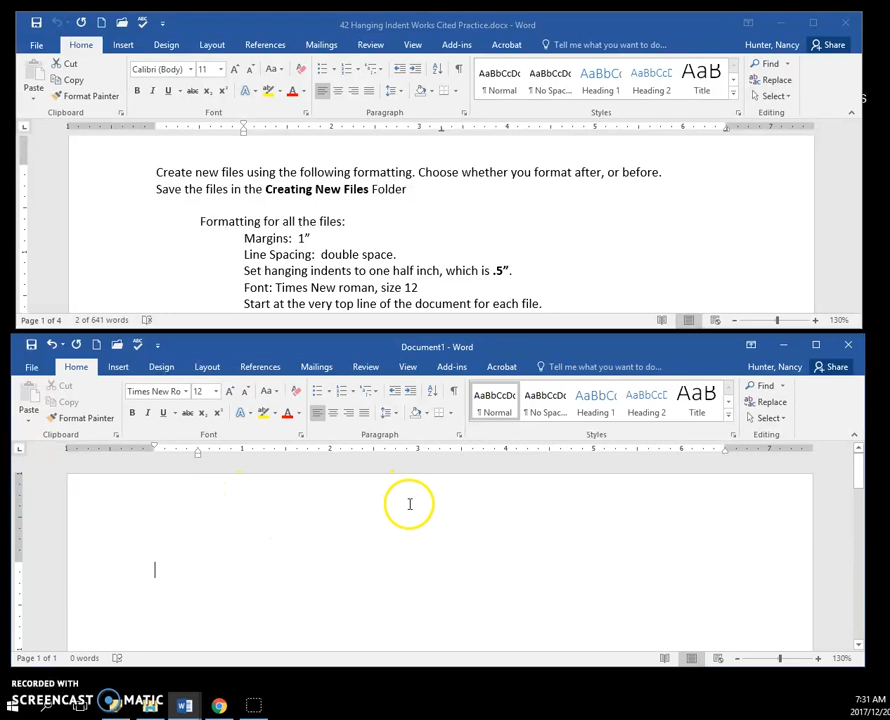 42 Hanging Indent Works Cited Practice.docx - Word
File Home Insert Design Layout References Mailings Review View Add-ins Acrobat Tell me what you want to do... Hunter, Nancy Share
Cut
Copy
Paste
Format Painter
Calibri (Body) 11
Clipboard Font Paragraph Styles Editing
AaBbCcDc AaBbCcDc AaBbC AaBbCcD AaB
¶ Normal ¶ No Spac... Heading 1 Heading 2 Title
Find
Replace
Select
Create new files using the following formatting. Choose whether you format after, or before.
Save the files in the Creating New Files Folder
Formatting for all the files:
Margins: 1”
Line Spacing: double space.
Set hanging indents to one half inch, which is .5”.
Font: Times New roman, size 12
Start at the very top line of the document for each file.
Page 1 of 4 2 of 641 words 130%
Document1 - Word
File Home Insert Design Layout References Mailings Review View Add-ins Acrobat Tell me what you want to do... Hunter, Nancy Share
Cut
Copy
Paste
Format Painter
Times New Ro 12
Clipboard Font Paragraph Styles Editing
AaBbCcDc AaBbCcDc AaBbC AaBbCcD AaB
¶ Normal ¶ No Spac... Heading 1 Heading 2 Title
Find
Replace
Select
Page 1 of 1 0 words 130%
RECORDED WITH
SCREENCAST MATIC
7:31 AM
2017/12/20